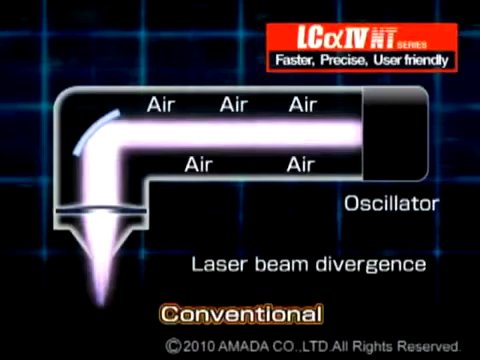 LCαIV NT SERIES
Faster, Precise, User friendly
Air Air Air
Air Air
Oscillator
Laser beam divergence
Conventional
©2010 AMADA CO.,LTD.All Rights Reserved.